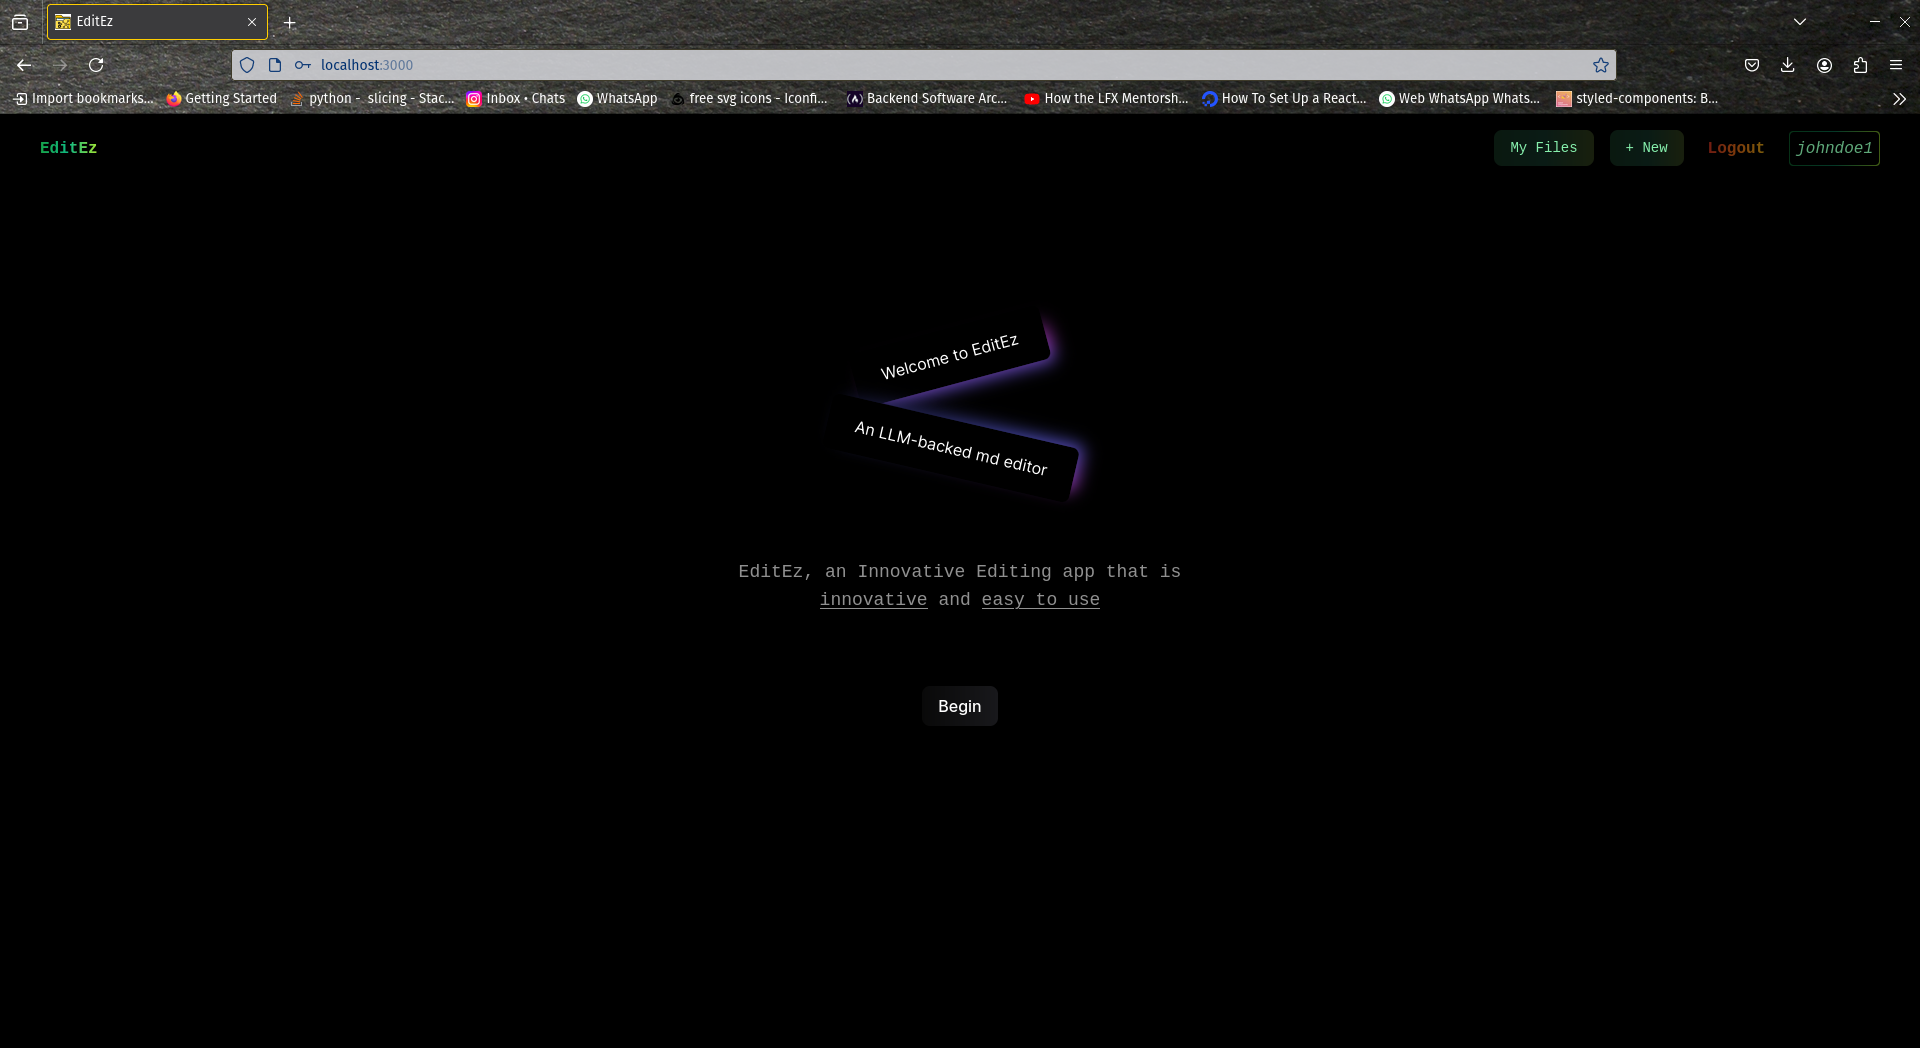 EditEz
localhost:3000
Import bookmarks... Getting Started python - slicing - Stac... Inbox • Chats WhatsApp free svg icons - Iconfi... Backend Software Arc... How the LFX Mentorsh... How To Set Up a React... Web WhatsApp Whats... styled-components: B...
EditEz My Files + New Logout johndoe1
Welcome to EditEz
An LLM-backed md editor
EditEz, an Innovative Editing app that is
innovative and easy to use
Begin